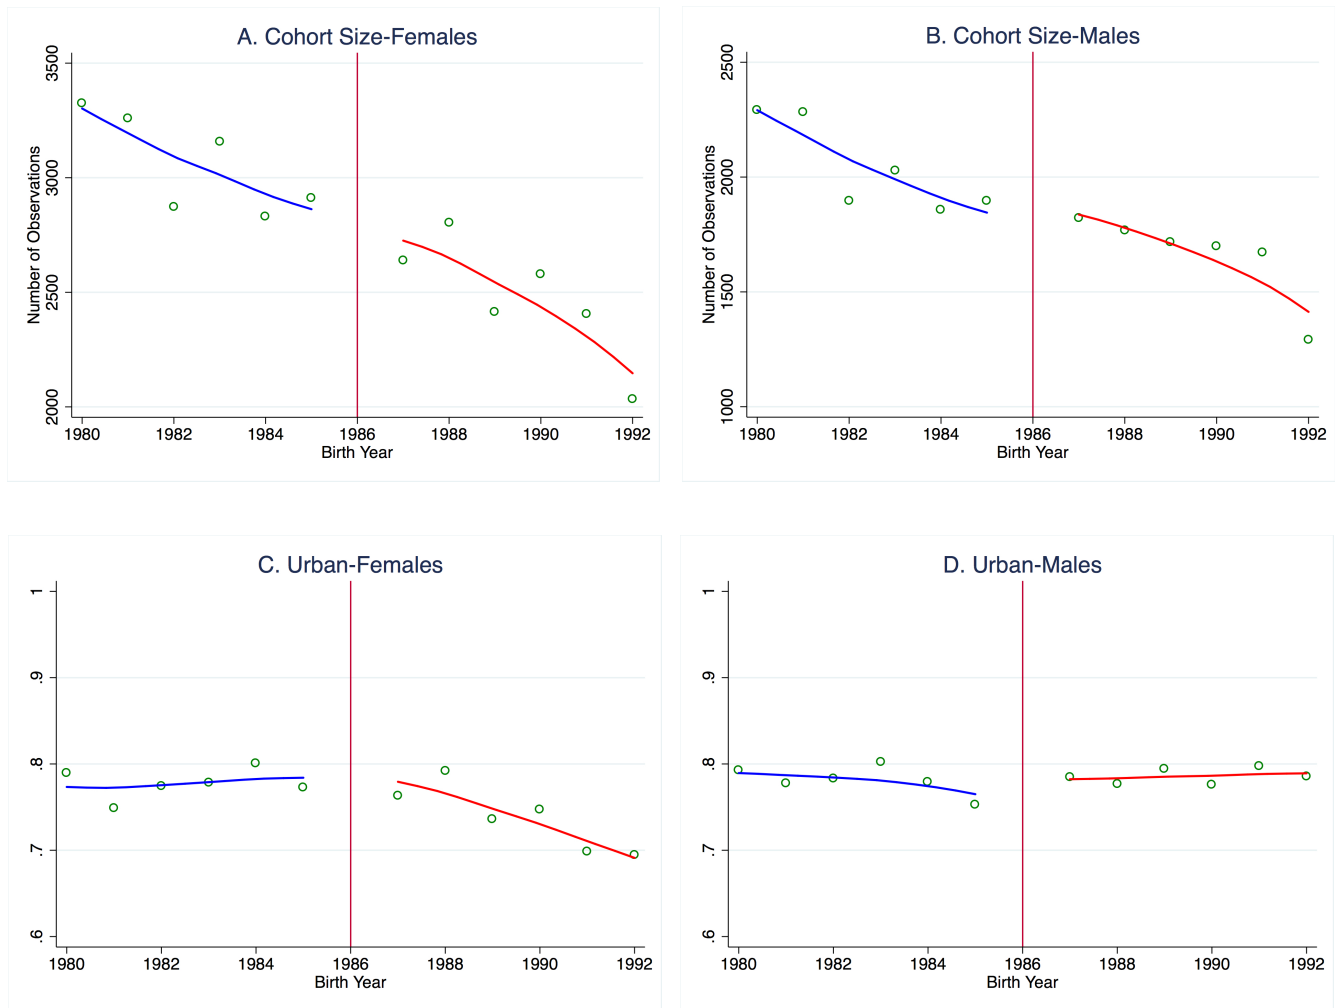 A. Cohort Size-Females
Number of Observations
3500
3000
2500
2000
1980 1982 1984 1986 1988 1990 1992
Birth Year
B. Cohort Size-Males
Number of Observations
2500
2000
1500
1000
1980 1982 1984 1986 1988 1990 1992
Birth Year
C. Urban-Females
1
.9
.8
.7
.6
1980 1982 1984 1986 1988 1990 1992
Birth Year
D. Urban-Males
1
.9
.8
.7
.6
1980 1982 1984 1986 1988 1990 1992
Birth Year